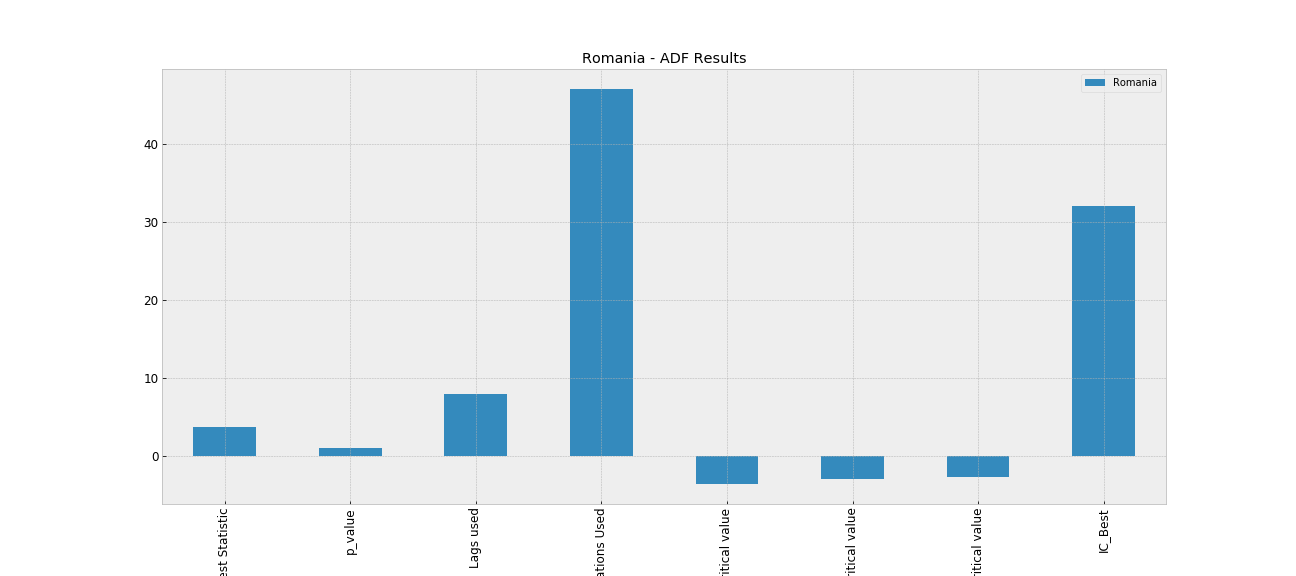 Romania - ADF Results
Romania
40
30
20
10
0
est Statistic
p_value
Lags used
ations Used
ritical value
ritical value
ritical value
IC_Best